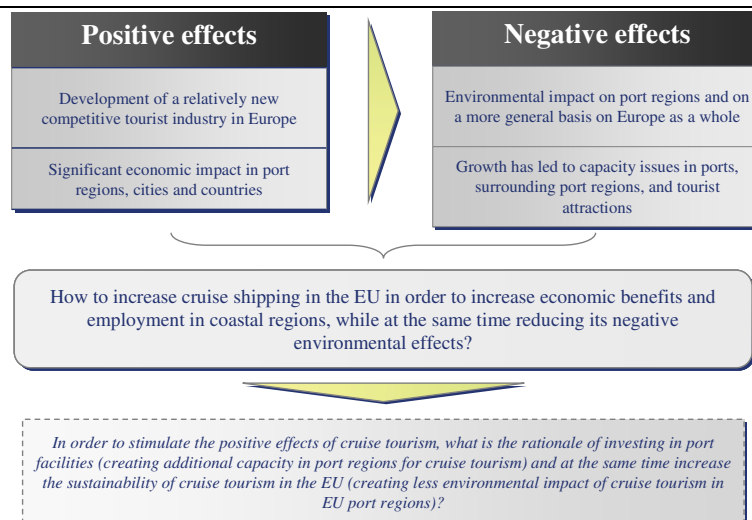 Positive effects
Development of a relatively new
competitive tourist industry in Europe
Significant economic impact in port
regions, cities and countries
Negative effects
Environmental impact on port regions and on
a more general basis on Europe as a whole
Growth has led to capacity issues in ports,
surrounding port regions, and tourist
attractions
How to increase cruise shipping in the EU in order to increase economic benefits and
employment in coastal regions, while at the same time reducing its negative
environmental effects?
In order to stimulate the positive effects of cruise tourism, what is the rationale of investing in port
facilities (creating additional capacity in port regions for cruise tourism) and at the same time increase
the sustainability of cruise tourism in the EU (creating less environmental impact of cruise tourism in
EU port regions)?